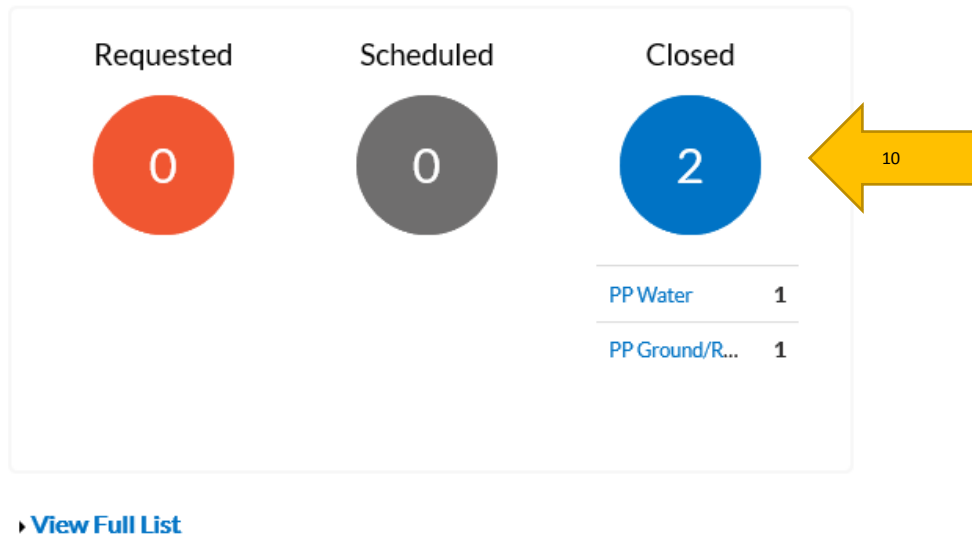 Requested Scheduled Closed
0 0 2
10
PP Water 1
PP Ground/R... 1
View Full List